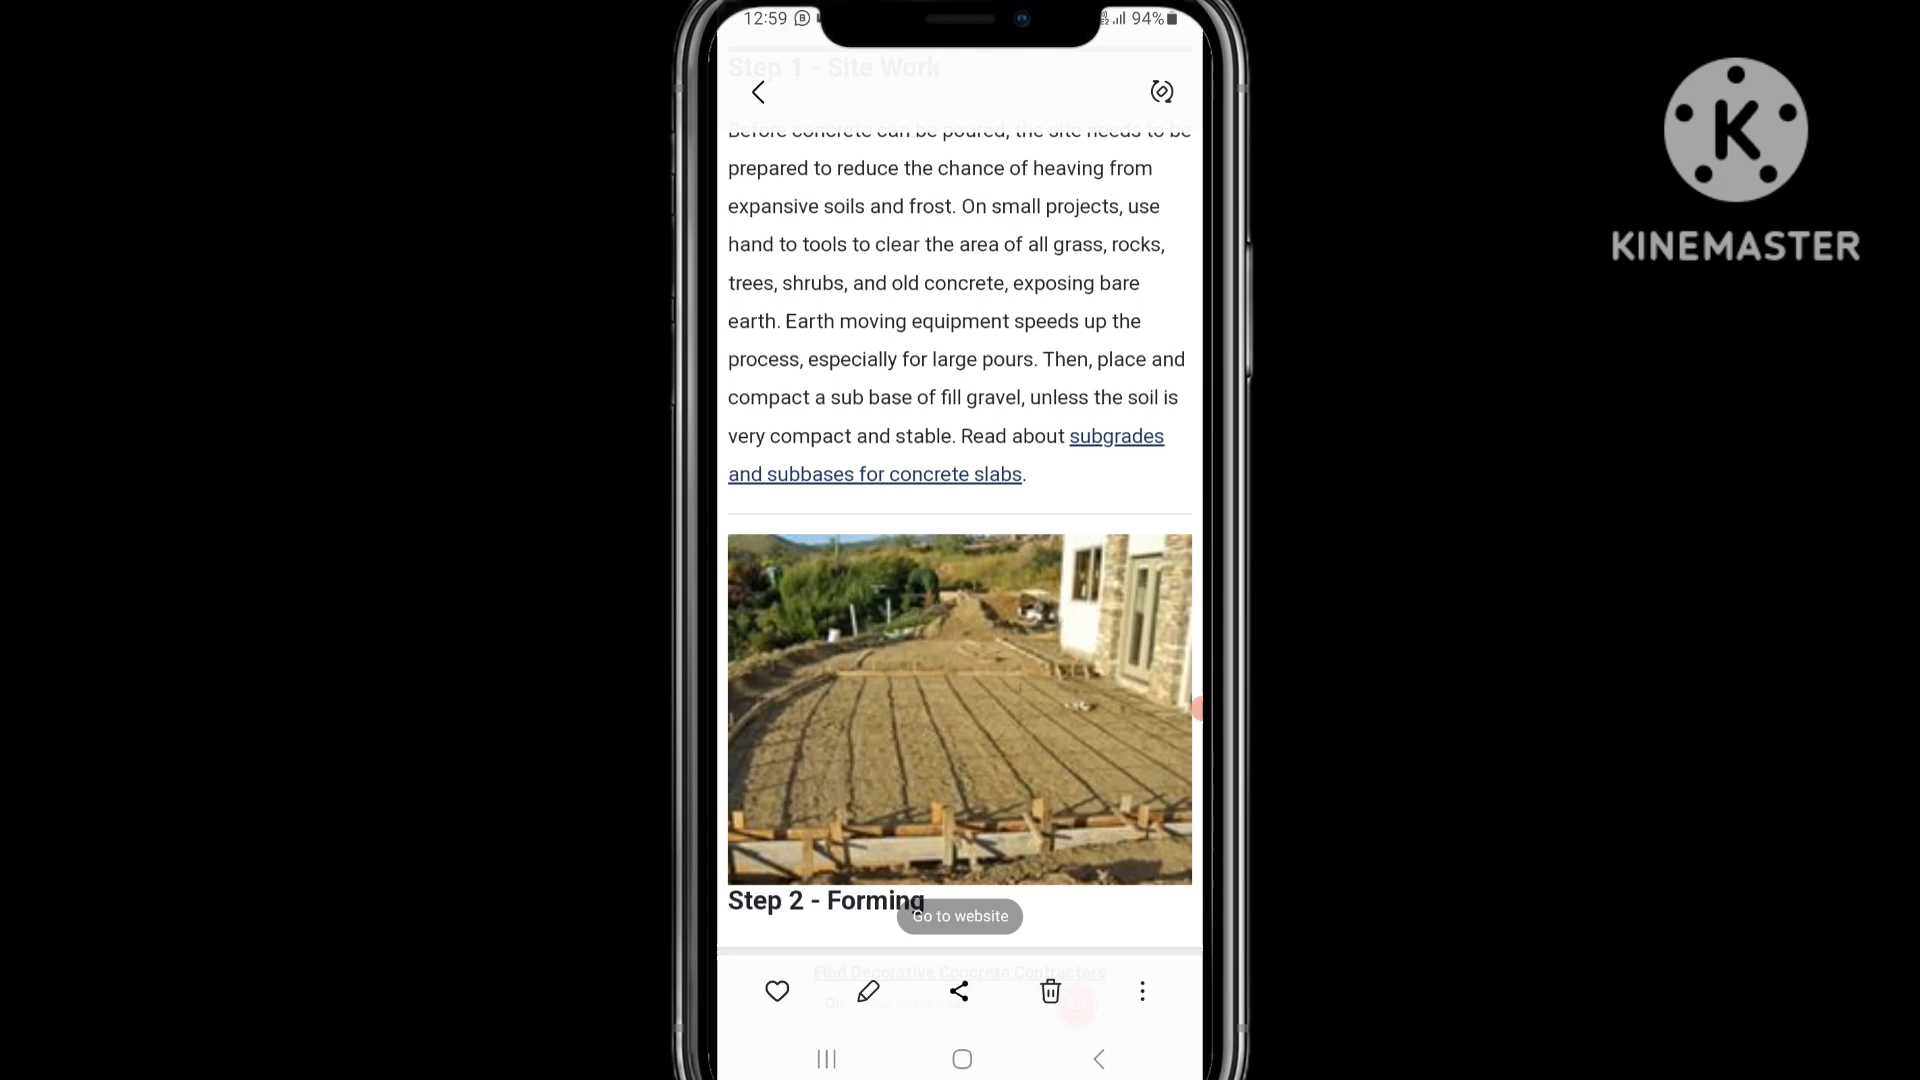 12:59
94%
Step 1 - Site Work
Before concrete can be poured, the site needs to be
prepared to reduce the chance of heaving from
expansive soils and frost. On small projects, use
hand to tools to clear the area of all grass, rocks,
trees, shrubs, and old concrete, exposing bare
earth. Earth moving equipment speeds up the
process, especially for large pours. Then, place and
compact a sub base of fill gravel, unless the soil is
very compact and stable. Read about subgrades
and subbases for concrete slabs.
Step 2 - Forming
Go to website
Find Decorative Concrete Contractors
K
KINEMASTER